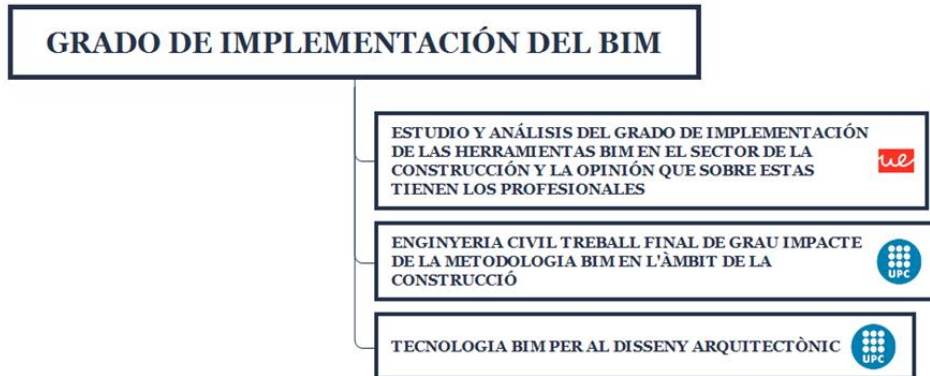 GRADO DE IMPLEMENTACIÓN DEL BIM
ESTUDIO Y ANÁLISIS DEL GRADO DE IMPLEMENTACIÓN
DE LAS HERRAMIENTAS BIM EN EL SECTOR DE LA
CONSTRUCCIÓN Y LA OPINIÓN QUE SOBRE ESTAS
TIENEN LOS PROFESIONALES
ue
ENGINYERIA CIVIL TREBALL FINAL DE GRAU IMPACTE
DE LA METODOLOGIA BIM EN L'ÀMBIT DE LA
CONSTRUCCIÓ
UPC
TECNOLOGIA BIM PER AL DISSENY ARQUITECTÒNIC
UPC